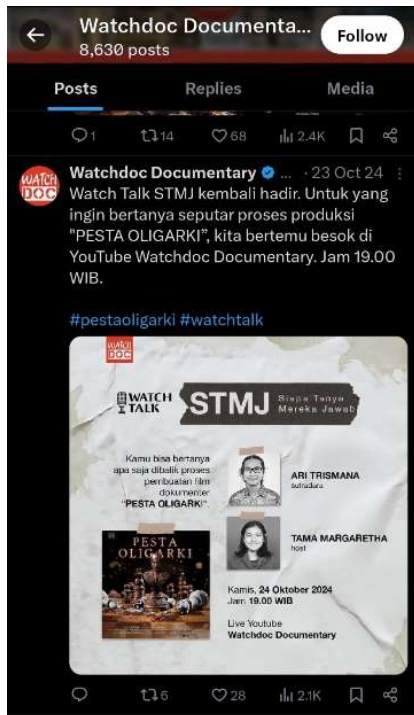 Watchdoc Documenta...
8,630 posts
Follow
Posts
Replies
Media
1
14
68
2.4K
WATCH
DOC
Watchdoc Documentary ... · 23 Oct 24
Watch Talk STMJ kembali hadir. Untuk yang
ingin bertanya seputar proses produksi
"PESTA OLIGARKI", kita bertemu besok di
YouTube Watchdoc Documentary. Jam 19.00
WIB.
#pestaoligarki #watchtalk
WATCH
DOC
WATCH
TALK
STMJ
Siapa Tanya
Mereka Jawab
Kamu bisa bertanya
apa saja dibalik proses
pembuatan film
dokumenter
"PESTA OLIGARKI".
ARI TRISMANA
sutradara
PESTA
OLIGARKI
TAMA MARGARETHA
host
Kamis, 24 Oktober 2024
Jam 19.00 WIB
Live Youtube
Watchdoc Documentary
6
28
2.1K